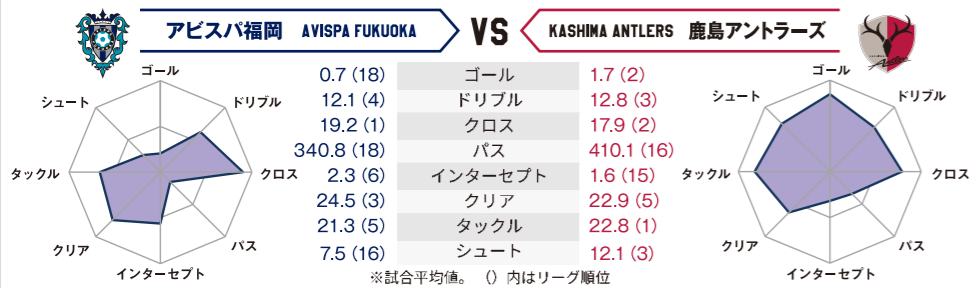 アビスパ福岡 AVISPA FUKUOKA VS KASHIMA ANTLERS 鹿島アントラーズ
ゴール
シュート
ドリブル
タックル
クロス
クリア
パス
インターセプト
0.7 (18) ゴール 1.7 (2)
12.1 (4) ドリブル 12.8 (3)
19.2 (1) クロス 17.9 (2)
340.8 (18) パス 410.1 (16)
2.3 (6) インターセプト 1.6 (15)
24.5 (3) クリア 22.9 (5)
21.3 (5) タックル 22.8 (1)
7.5 (16) シュート 12.1 (3)
※試合平均値。 () 内はリーグ順位
ゴール
シュート
ドリブル
タックル
クロス
クリア
パス
インターセプト